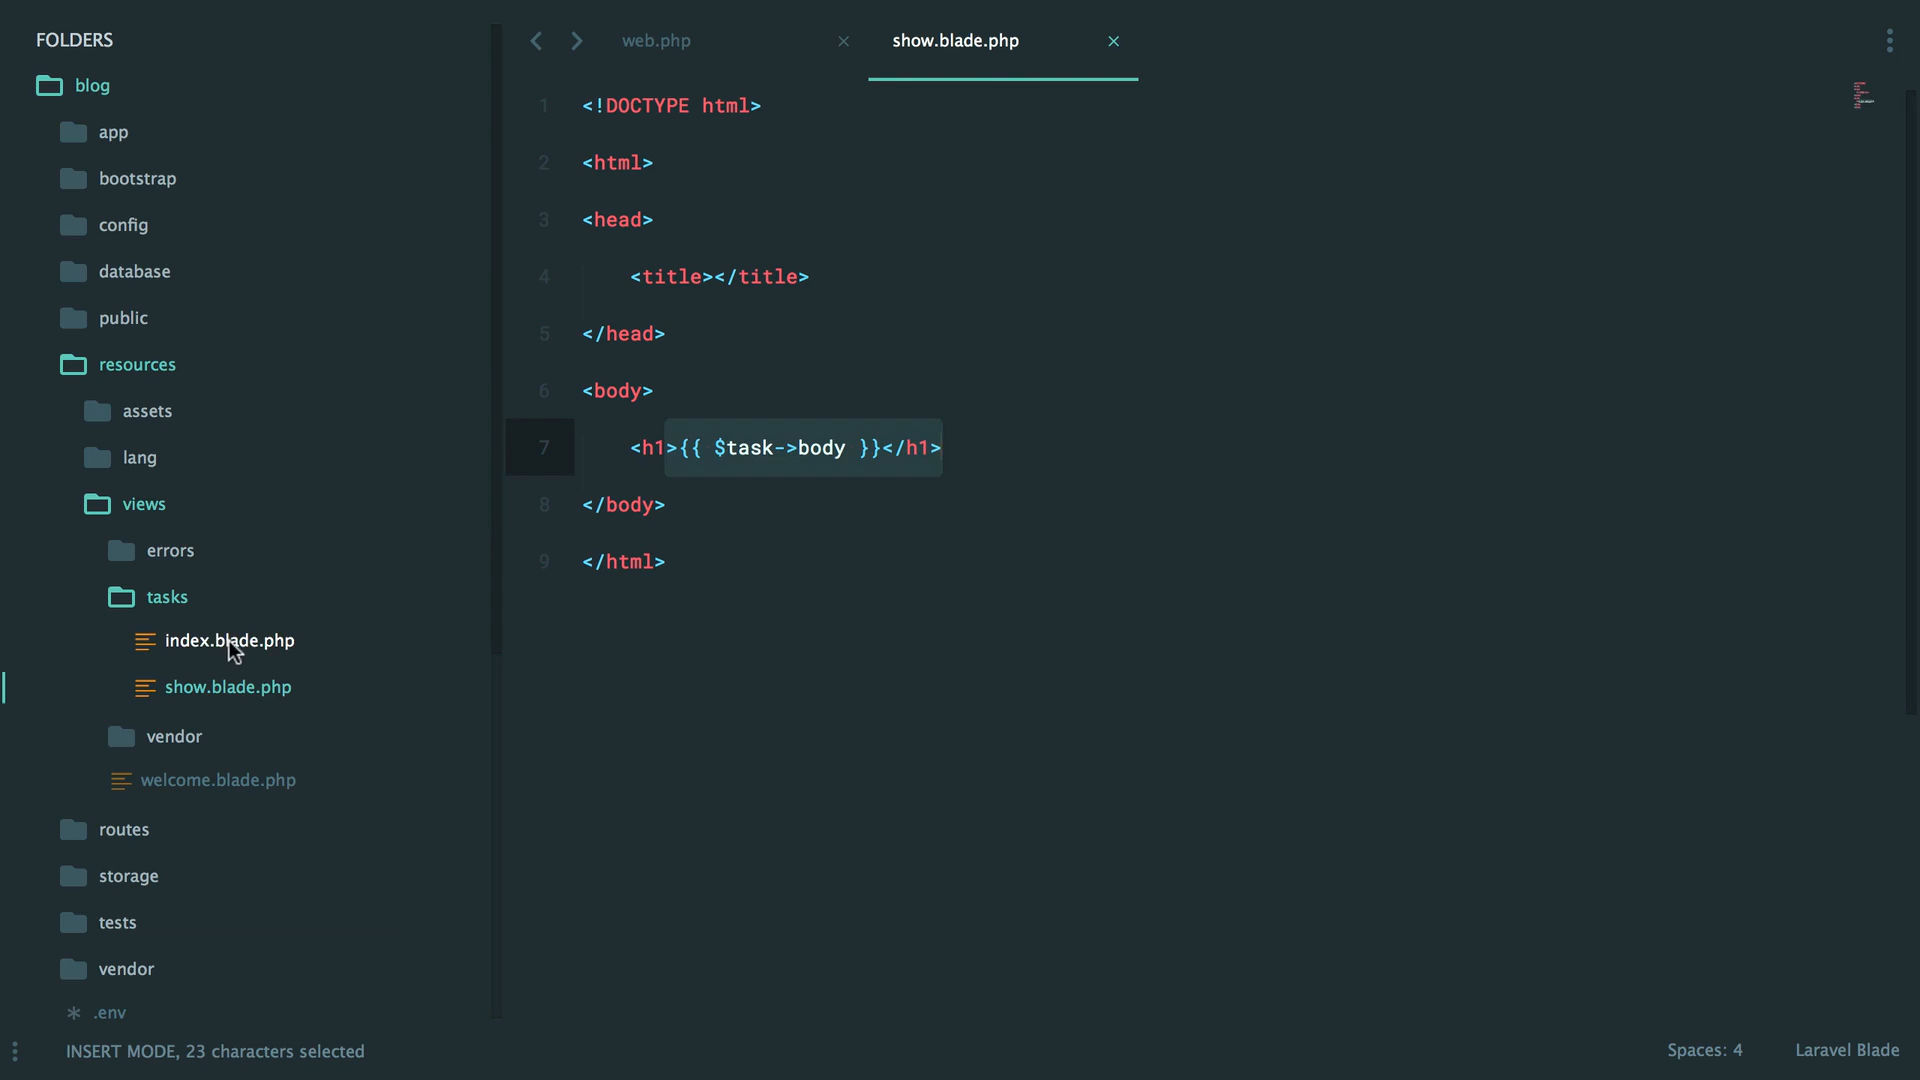 FOLDERS
blog
app
bootstrap
config
database
public
resources
assets
lang
views
errors
tasks
index.blade.php
show.blade.php
vendor
welcome.blade.php
routes
storage
tests
vendor
.env
web.php
show.blade.php
1 <!DOCTYPE html>
2 <html>
3 <head>
4     <title></title>
5 </head>
6 <body>
7     <h1>{{ $task->body }}</h1>
8 </body>
9 </html>
INSERT MODE, 23 characters selected
Spaces: 4
Laravel Blade